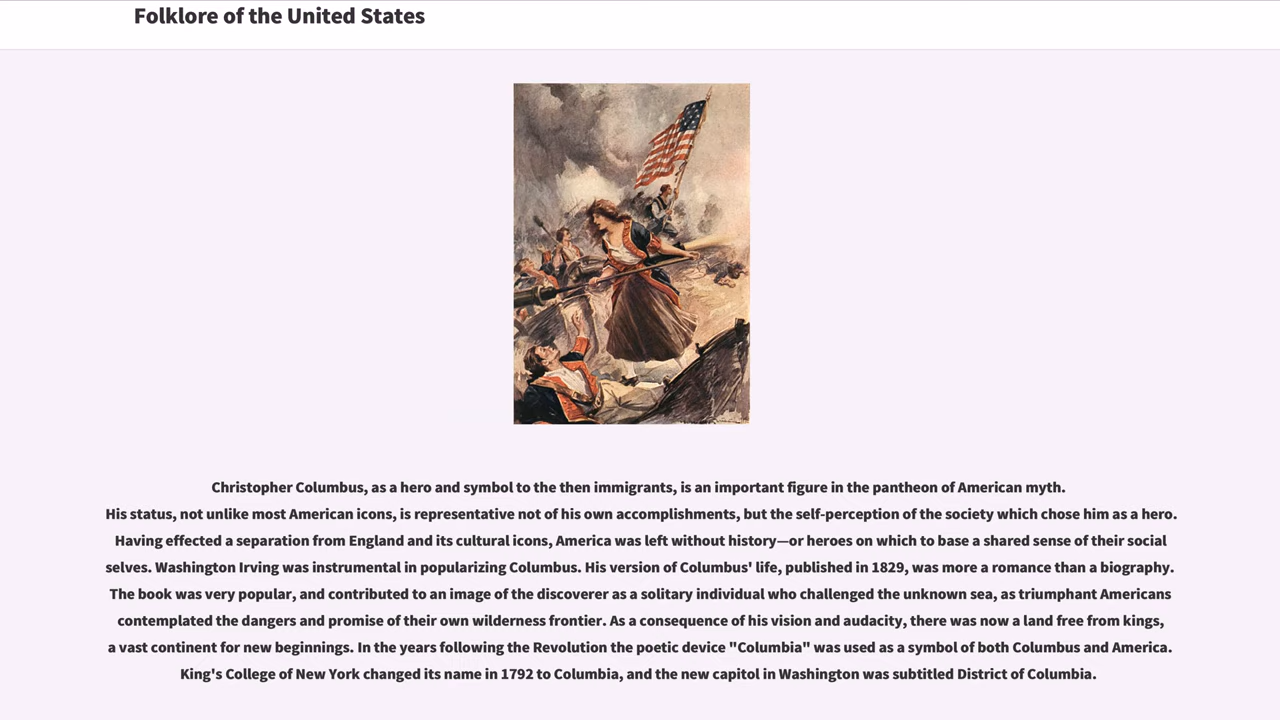 Folklore of the United States
Christopher Columbus, as a hero and symbol to the then immigrants, is an important figure in the pantheon of American myth.
His status, not unlike most American icons, is representative not of his own accomplishments, but the self-perception of the society which chose him as a hero.
Having effected a separation from England and its cultural icons, America was left without history—or heroes on which to base a shared sense of their social
selves. Washington Irving was instrumental in popularizing Columbus. His version of Columbus' life, published in 1829, was more a romance than a biography.
The book was very popular, and contributed to an image of the discoverer as a solitary individual who challenged the unknown sea, as triumphant Americans
contemplated the dangers and promise of their own wilderness frontier. As a consequence of his vision and audacity, there was now a land free from kings,
a vast continent for new beginnings. In the years following the Revolution the poetic device "Columbia" was used as a symbol of both Columbus and America.
King's College of New York changed its name in 1792 to Columbia, and the new capitol in Washington was subtitled District of Columbia.